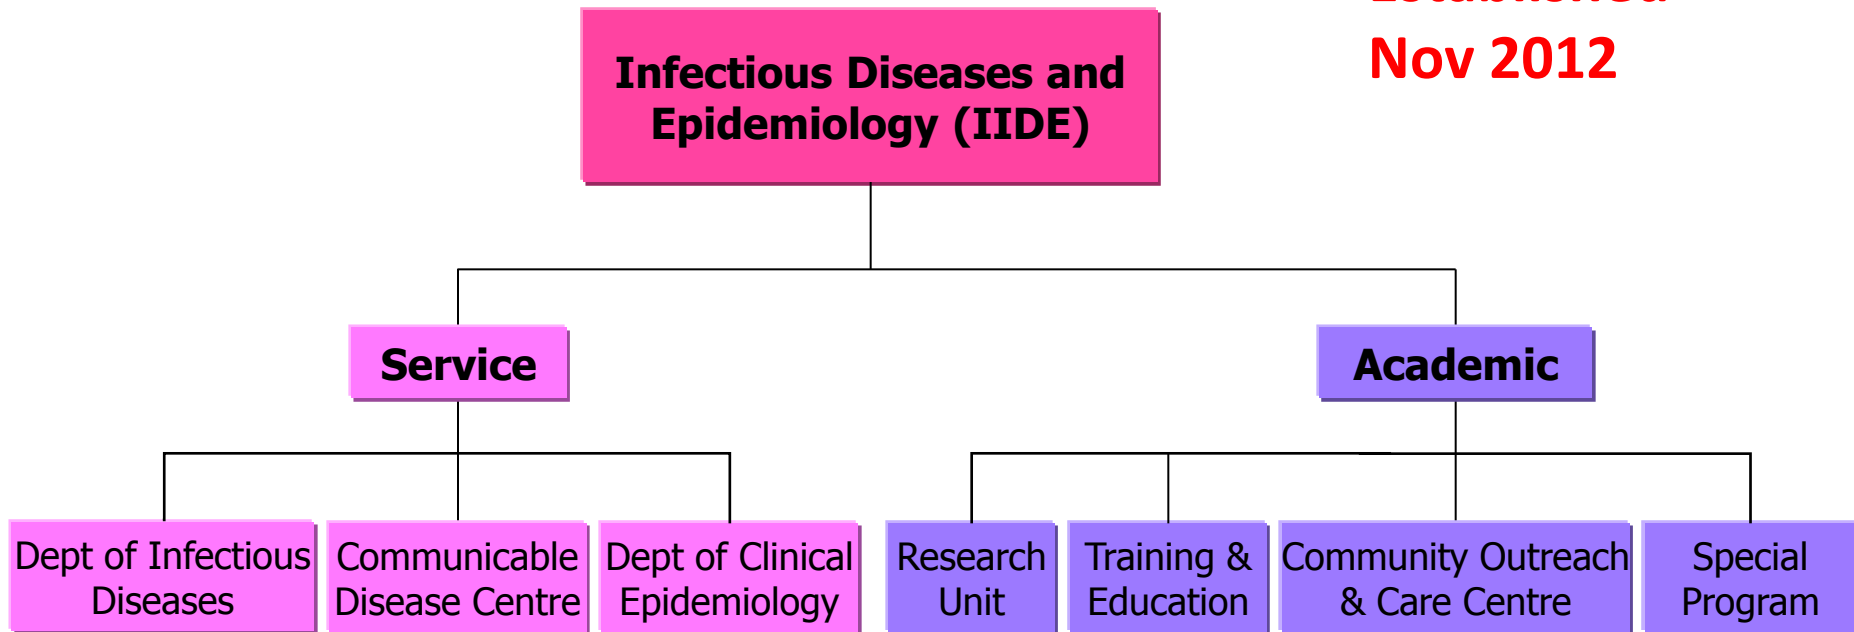 Nov 2012
Infectious Diseases and
Epidemiology (IIDE)
Service
Academic
Dept of Infectious
Diseases
Communicable
Disease Centre
Dept of Clinical
Epidemiology
Research
Unit
Training &
Education
Community Outreach
& Care Centre
Special
Program